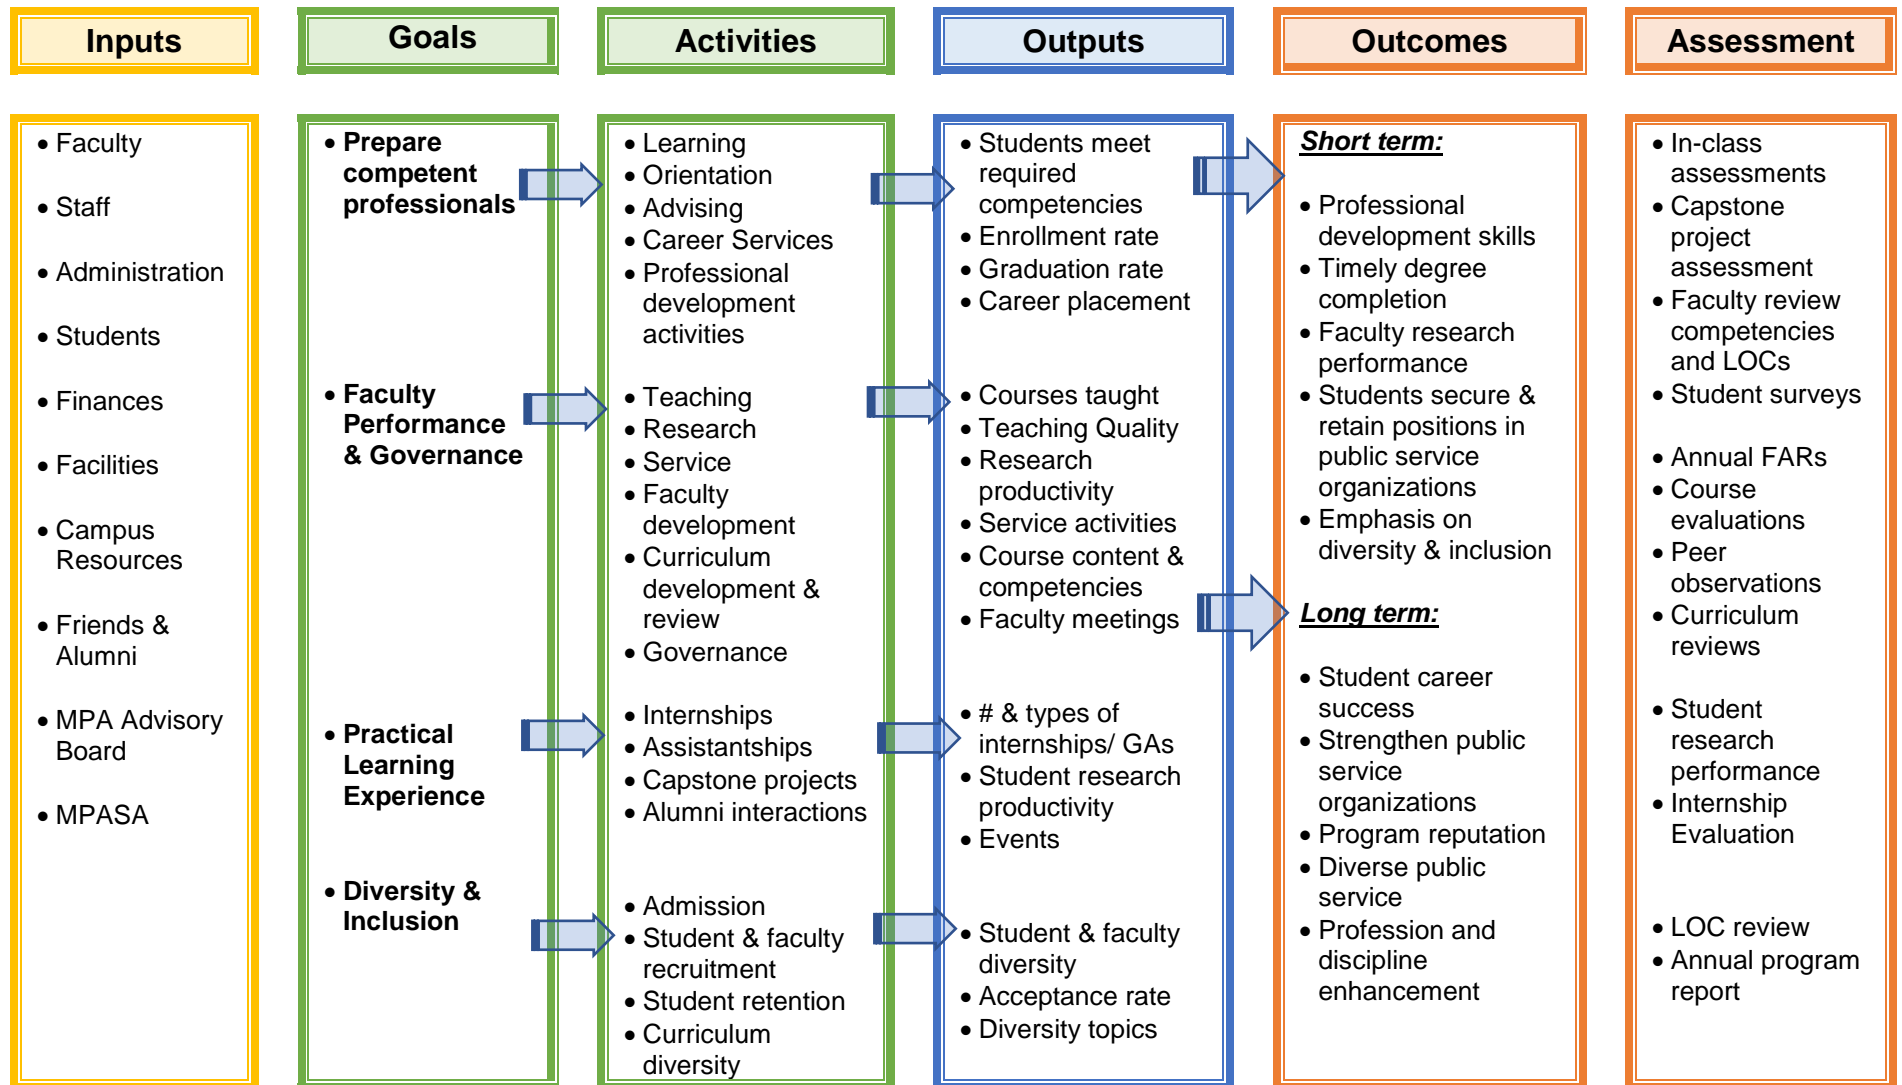 Inputs
Goals
Activities
Outputs
Outcomes
Assessment
• Faculty
• Staff
• Administration
• Students
• Finances
• Facilities
• Campus
Resources
• Friends &
Alumni
• MPA Advisory
Board
• MPASA
• Prepare
competent
professionals
• Faculty
Performance
& Governance
• Practical
Learning
Experience
• Diversity &
Inclusion
• Learning
• Orientation
• Advising
• Career Services
• Professional
development
activities
• Teaching
• Research
• Service
• Faculty
development
• Curriculum
development &
review
• Governance
• Internships
• Assistantships
• Capstone projects
• Alumni interactions
• Admission
• Student & faculty
recruitment
• Student retention
• Curriculum
diversity
• Students meet
required
competencies
• Enrollment rate
• Graduation rate
• Career placement
• Courses taught
• Teaching Quality
• Research
productivity
• Service activities
• Course content &
competencies
• Faculty meetings
• # & types of
internships/ GAs
• Student research
productivity
• Events
• Student & faculty
diversity
• Acceptance rate
• Diversity topics
Short term:
• Professional
development skills
• Timely degree
completion
• Faculty research
performance
• Students secure &
retain positions in
public service
organizations
• Emphasis on
diversity & inclusion
Long term:
• Student career
success
• Strengthen public
service
organizations
• Program reputation
• Diverse public
service
• Profession and
discipline
enhancement
• In-class
assessments
• Capstone
project
assessment
• Faculty review
competencies
and LOCs
• Student surveys
• Annual FARs
• Course
evaluations
• Peer
observations
• Curriculum
reviews
• Student
research
performance
• Internship
Evaluation
• LOC review
• Annual program
report